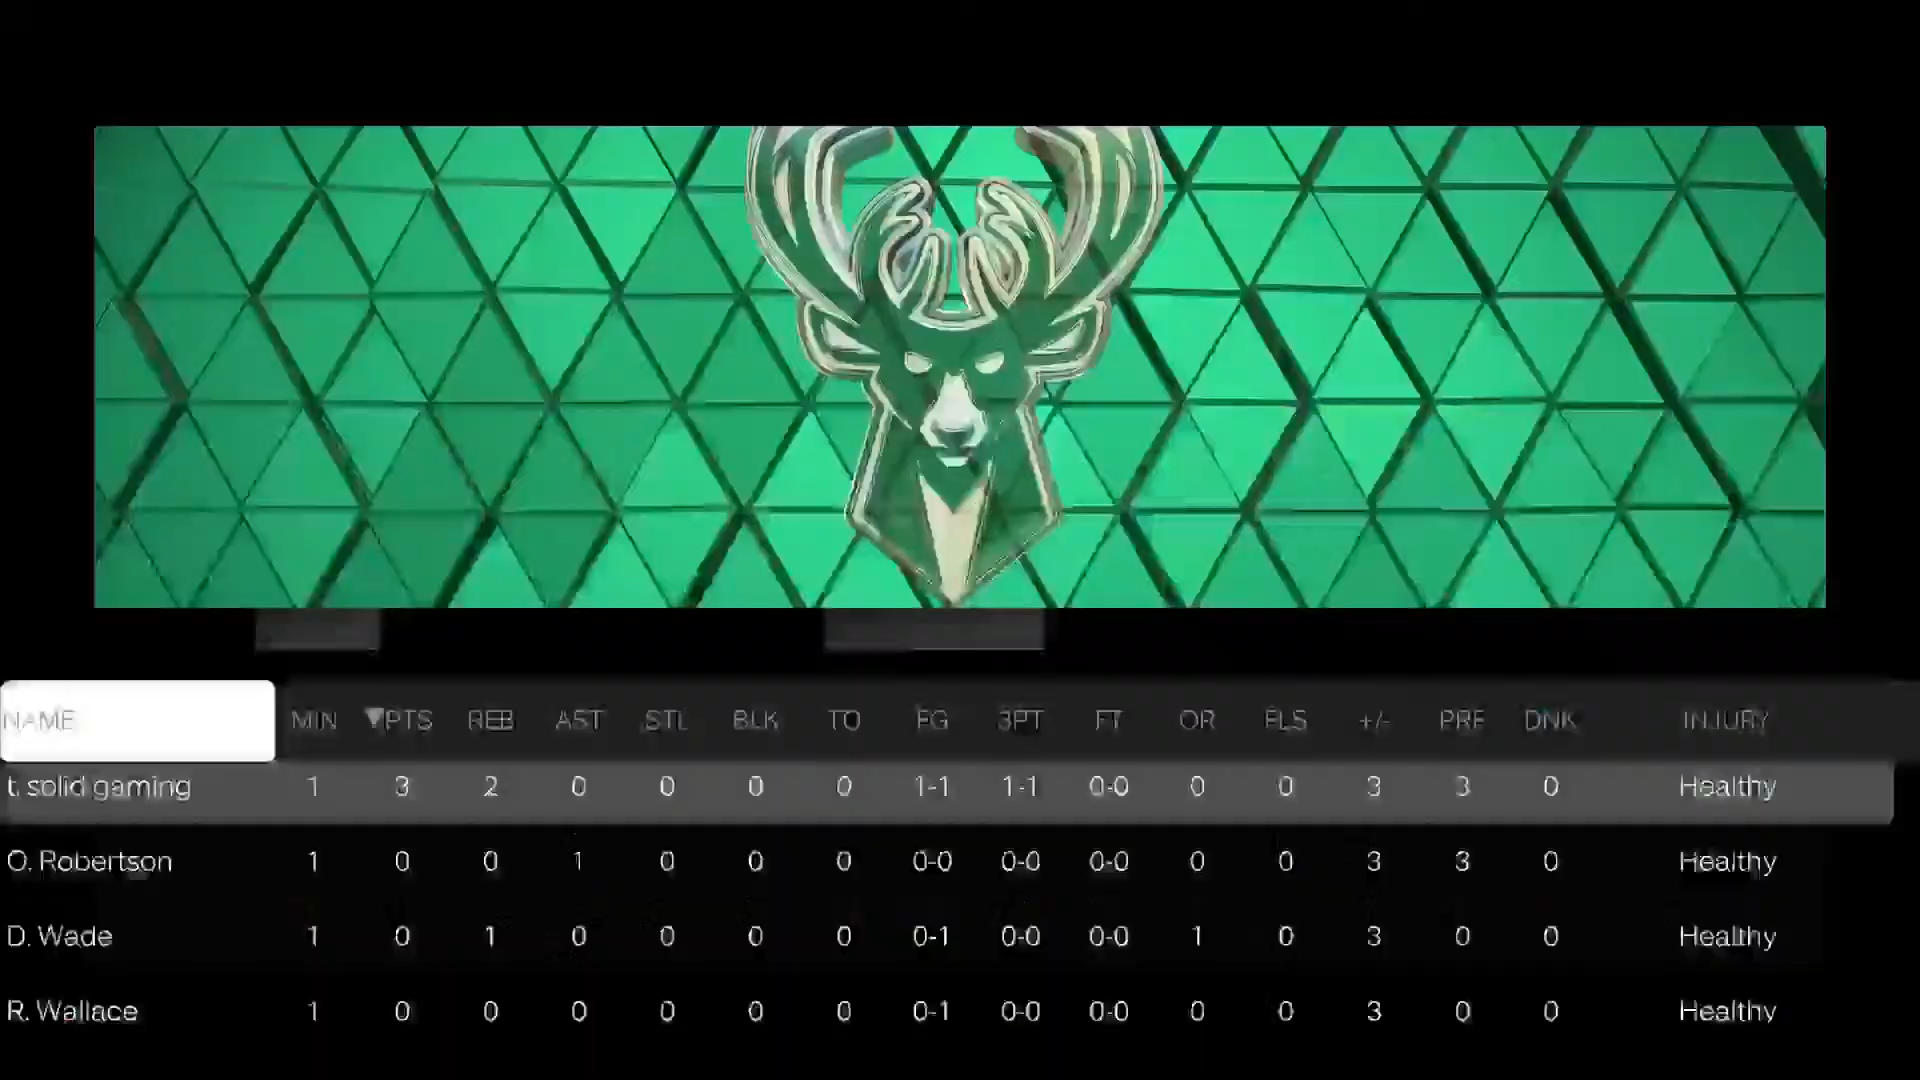 NAME MIN ▼PTS REB AST STL BLK TO FG 3PT FT OR FLS +/- PRF DNK INJURY
t. solid gaming 1 3 2 0 0 0 0 1-1 1-1 0-0 0 0 3 3 0 Healthy
O. Robertson 1 0 0 1 0 0 0 0-0 0-0 0-0 0 0 3 3 0 Healthy
D. Wade 1 0 1 0 0 0 0 0-1 0-0 0-0 1 0 3 0 0 Healthy
R. Wallace 1 0 0 0 0 0 0 0-1 0-0 0-0 0 0 3 0 0 Healthy